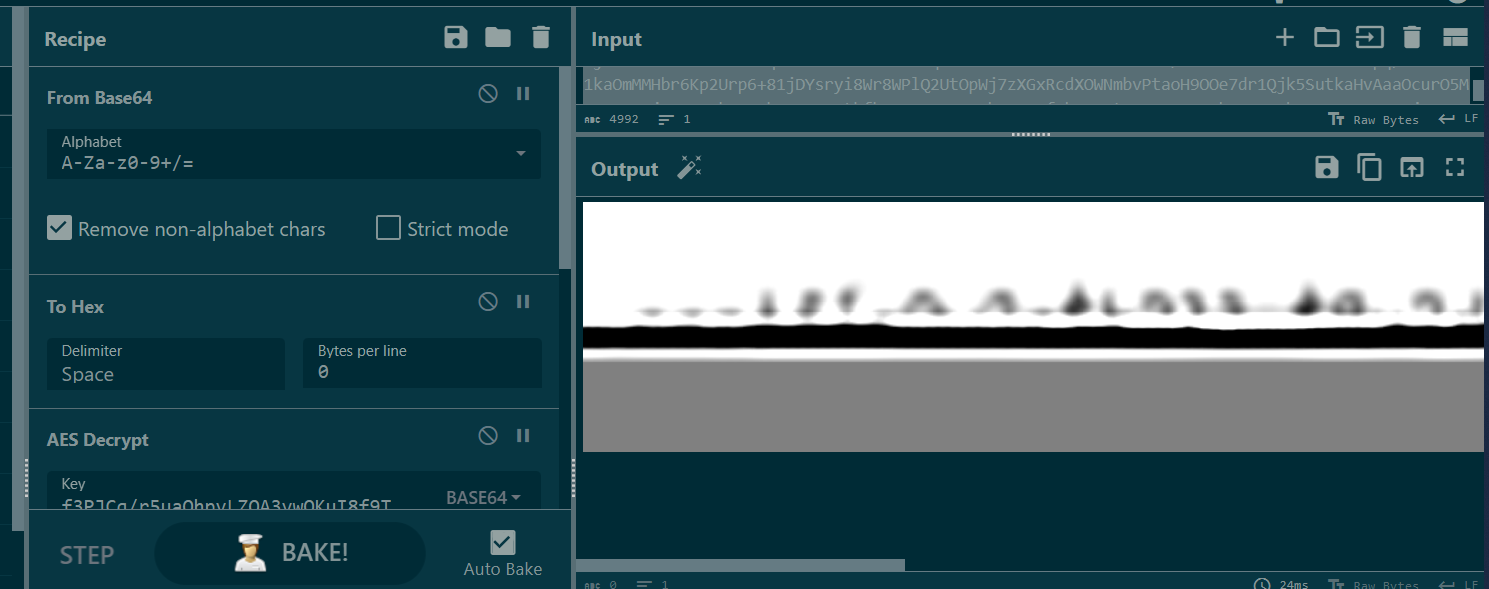 Recipe
From Base64
Alphabet
A-Za-z0-9+/=
Remove non-alphabet chars
Strict mode
To Hex
Delimiter
Space
Bytes per line
0
AES Decrypt
Key
BASE64
STEP
BAKE!
Auto Bake
Input
1kaOmMMHbr6Kp2Urp6+81jDYsryi8Wr8WPlQ2UtOpWj7zXGxRcdXOWNmbvPtaoH9OOe7dr1Qjk5SutkaHvAaaOcurO5M
ABC 4992
1
Raw Bytes
LF
Output
ABC 0
1
24ms
Raw Bytes
LF